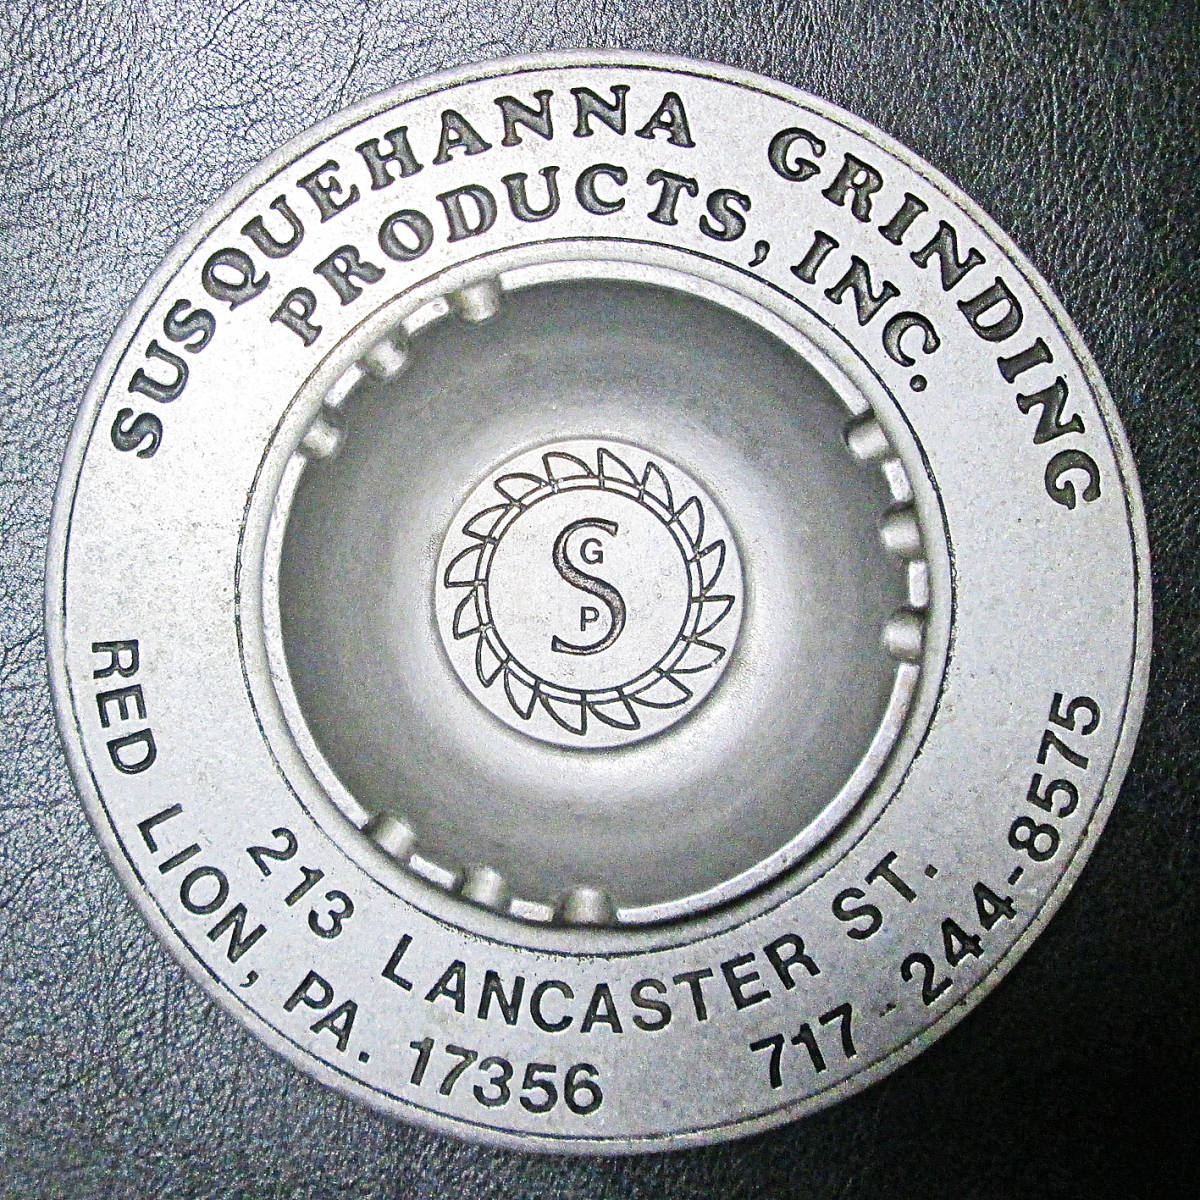 SUSQUEHANNA GRINDING
PRODUCTS, INC.
G
S
P
213 LANCASTER ST.
RED LION, PA. 17356
717-244-8575